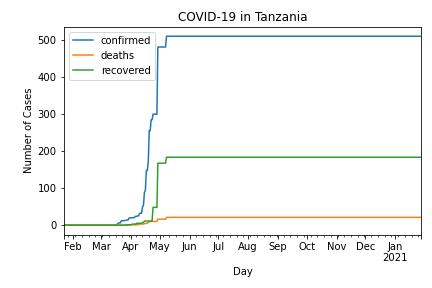 COVID-19 in Tanzania
confirmed
deaths
recovered
Number of Cases
500
400
300
200
100
0
Feb Mar Apr May Jun Jul Aug Sep Oct Nov Dec Jan
2021
Day